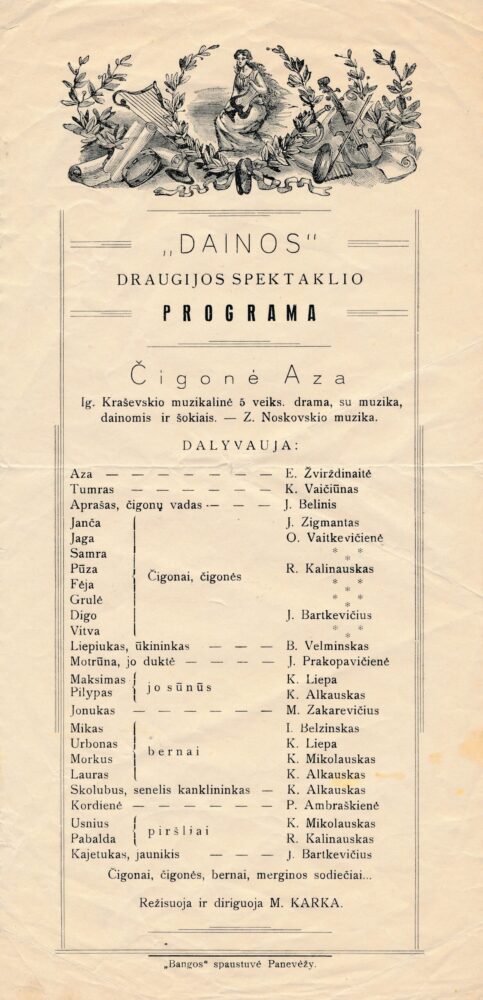 „DAINOS“
DRAUGIJOS SPEKTAKLIO
PROGRAMA
Čigonė Aza
Ig. Kraševskio muzikalinė 5 veiks. drama, su muzika,
dainomis ir šokiais. — Z. Noskovskio muzika.
DALYVAUJA:
Aza — — — — — — — E. Žvirždinaitė
Tumras — — — — — — K. Vaičiūnas
Aprašas, čigonų vadas — — — J. Belinis
Janča J. Zigmantas
Jaga O. Vaitkevičienė
Samra * * *
Pūza R. Kalinauskas
Čigonai, čigonės
Fėja * * *
Grulė * * *
Digo J. Bartkevičius
Vitva * * *
Liepiukas, ūkininkas — — — B. Velminskas
Motrūna, jo duktė — — — — J. Prakopavičienė
Maksimas K. Liepa
jo sūnūs
Pilypas K. Alkauskas
Jonukas — — — — — — M. Zakarevičius
Mikas I. Belzinskas
Urbonas K. Liepa
bernai
Morkus K. Mikolauskas
Lauras K. Alkauskas
Skolubus, senelis kanklininkas — K. Alkauskas
Kordienė — — — — — — P. Ambraškienė
Usnius K. Mikolauskas
piršliai
Pabalda R. Kalinauskas
Kajetukas, jaunikis — — — J. Bartkevičius
Čigonai, čigonės, bernai, merginos sodiečiai...
Režisuoja ir diriguoja M. KARKA.
„Bangos“ spaustuvė Panevėžy.